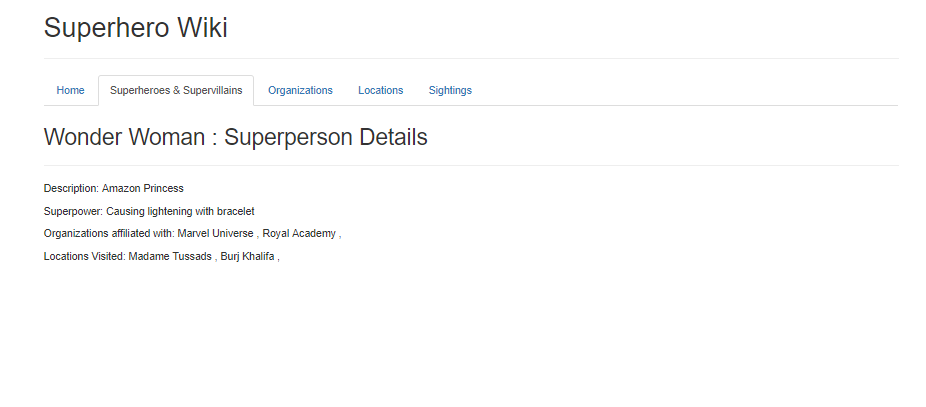 Superhero Wiki
Home Superheroes & Supervillains Organizations Locations Sightings
Wonder Woman : Superperson Details
Description: Amazon Princess
Superpower: Causing lightening with bracelet
Organizations affiliated with: Marvel Universe , Royal Academy ,
Locations Visited: Madame Tussads , Burj Khalifa ,